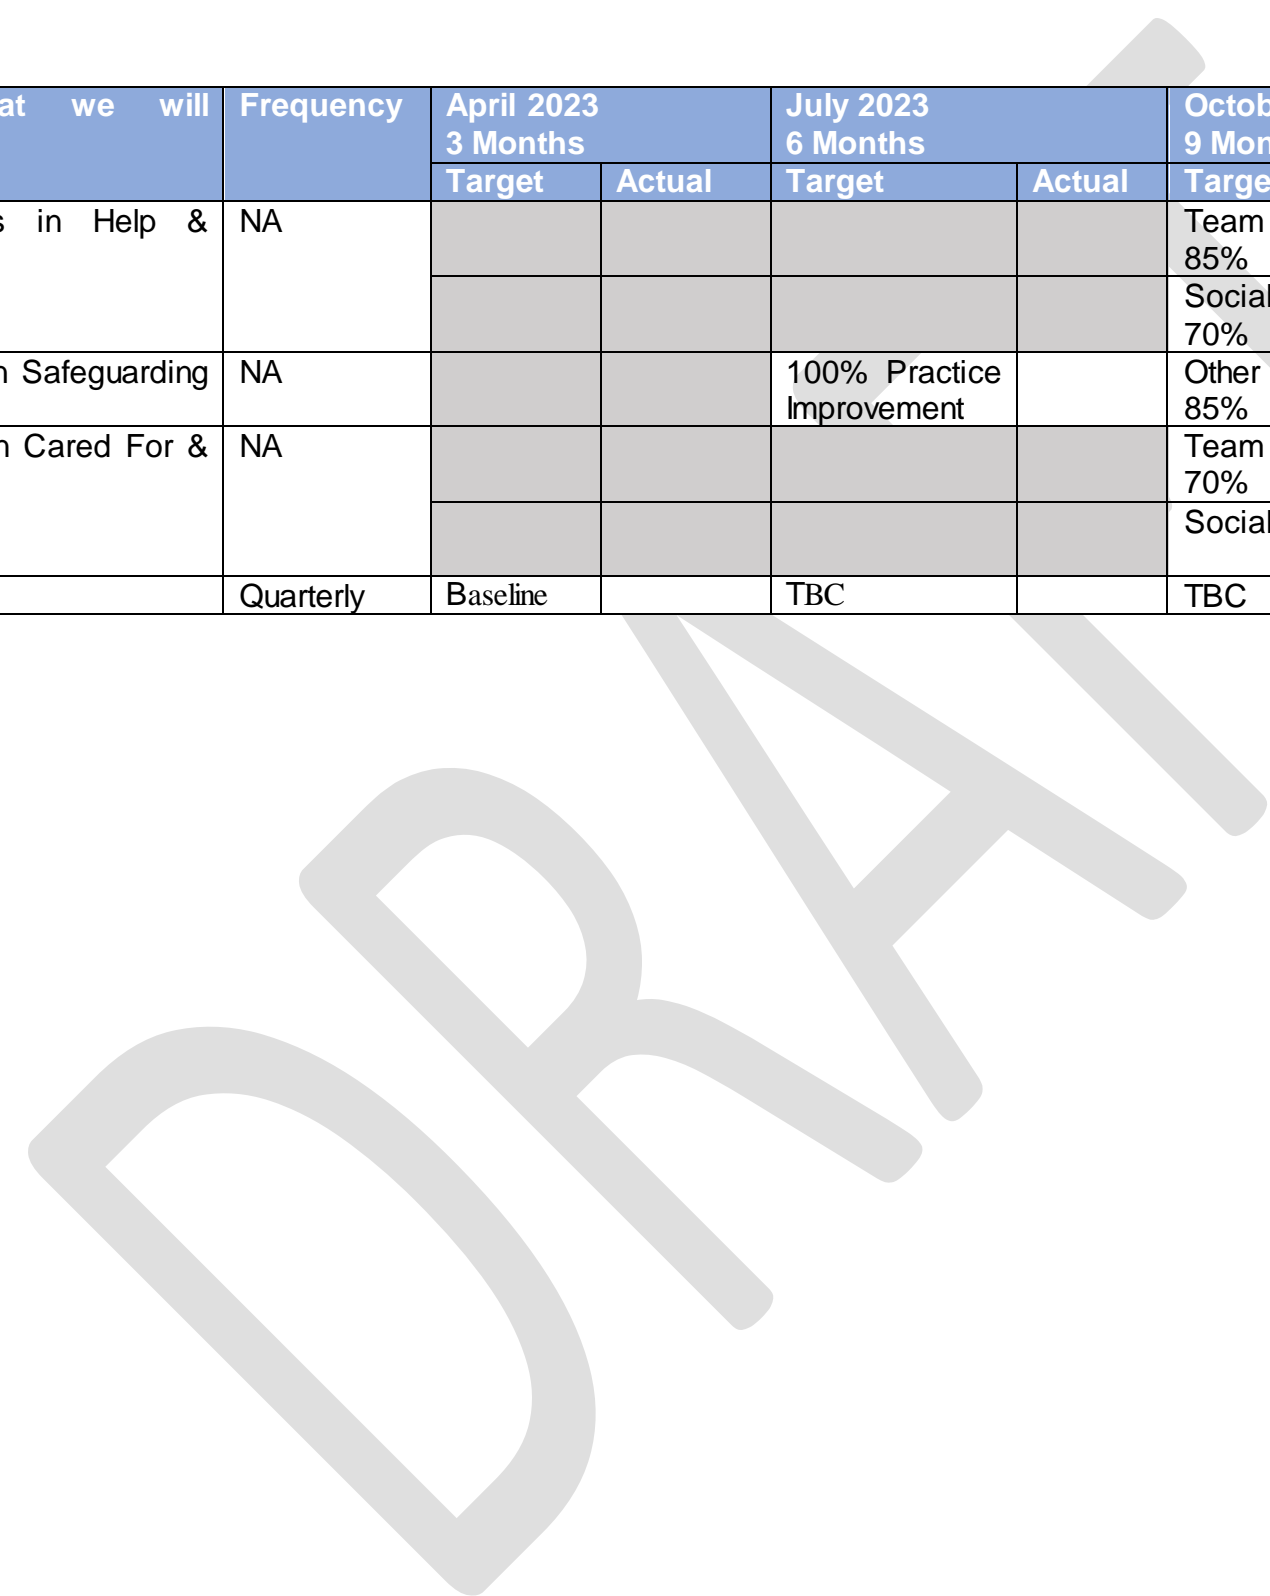 at we will Frequency April 2023 July 2023 Octob
3 Months 6 Months 9 Mon
Target Actual Target Actual Targe
s in Help & NA Team
85%
Social
70%
n Safeguarding NA 100% Practice Other
Improvement 85%
n Cared For & NA Team
70%
Social
Quarterly Baseline TBC TBC
DRAFT